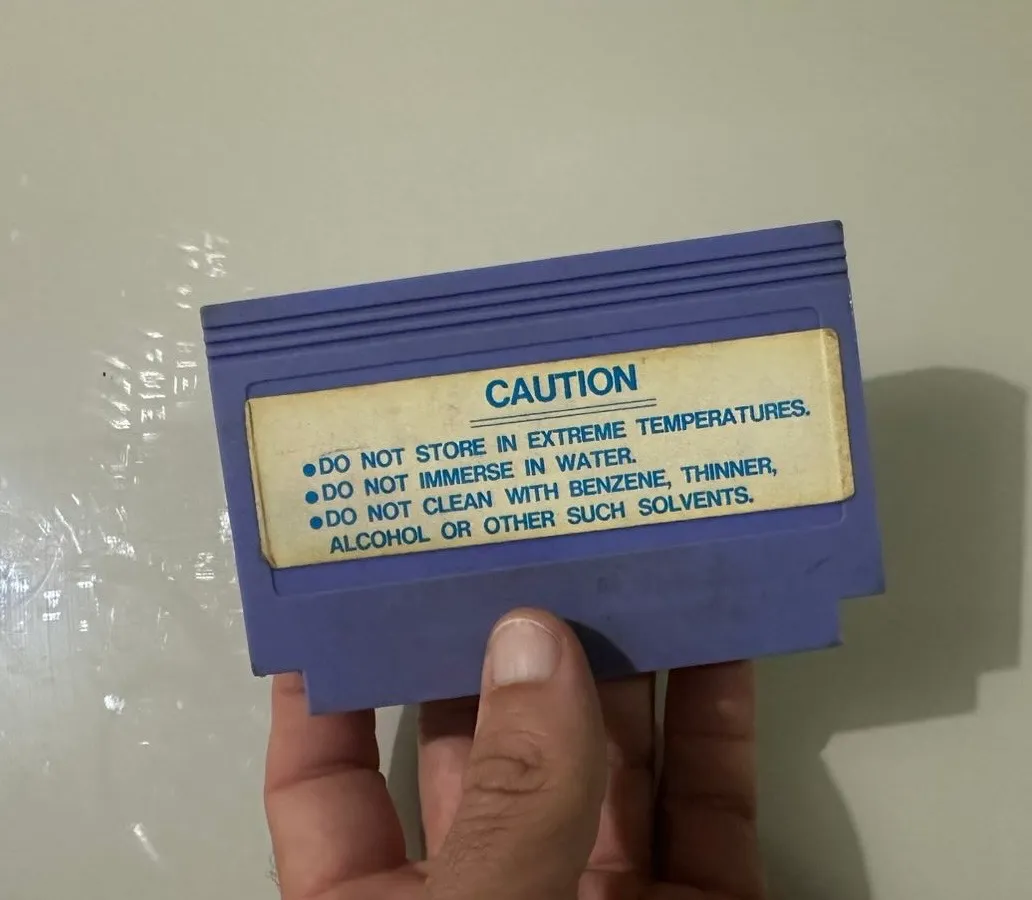 CAUTION
●DO NOT STORE IN EXTREME TEMPERATURES.
●DO NOT IMMERSE IN WATER.
●DO NOT CLEAN WITH BENZENE, THINNER,
ALCOHOL OR OTHER SUCH SOLVENTS.